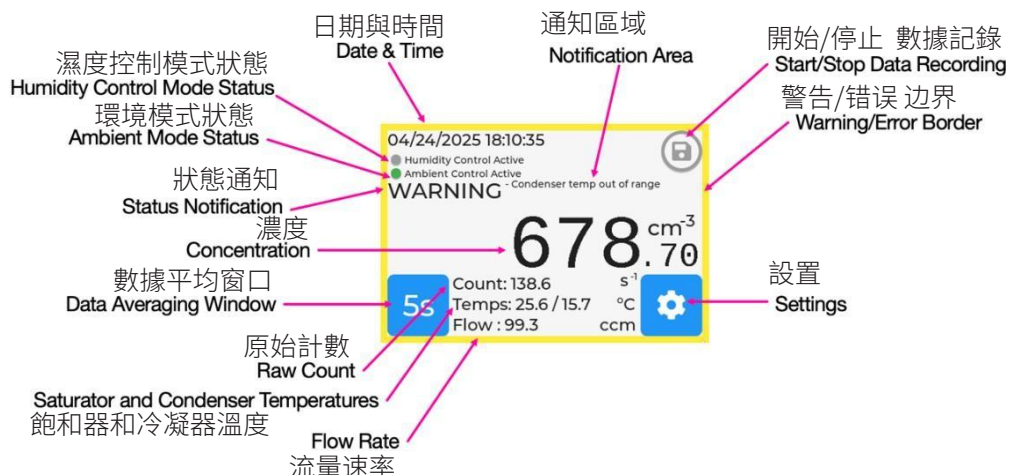 日期與時間
Date & Time
通知區域
Notification Area
開始/停止 數據記錄
Start/Stop Data Recording
濕度控制模式狀態
Humidity Control Mode Status
環境模式狀態
Ambient Mode Status
警告/错误 边界
Warning/Error Border
04/24/2025 18:10:35
Humidity Control Active
Ambient Control Active
WARNING - Condenser temp out of range
狀態通知
Status Notification
濃度
Concentration
678.70 cm⁻³
數據平均窗口
Data Averaging Window
5s
Count: 138.6 s⁻¹
Temps: 25.6 / 15.7 °C
Flow : 99.3 ccm
設置
Settings
原始計數
Raw Count
Saturator and Condenser Temperatures
飽和器和冷凝器溫度
Flow Rate
流量速率